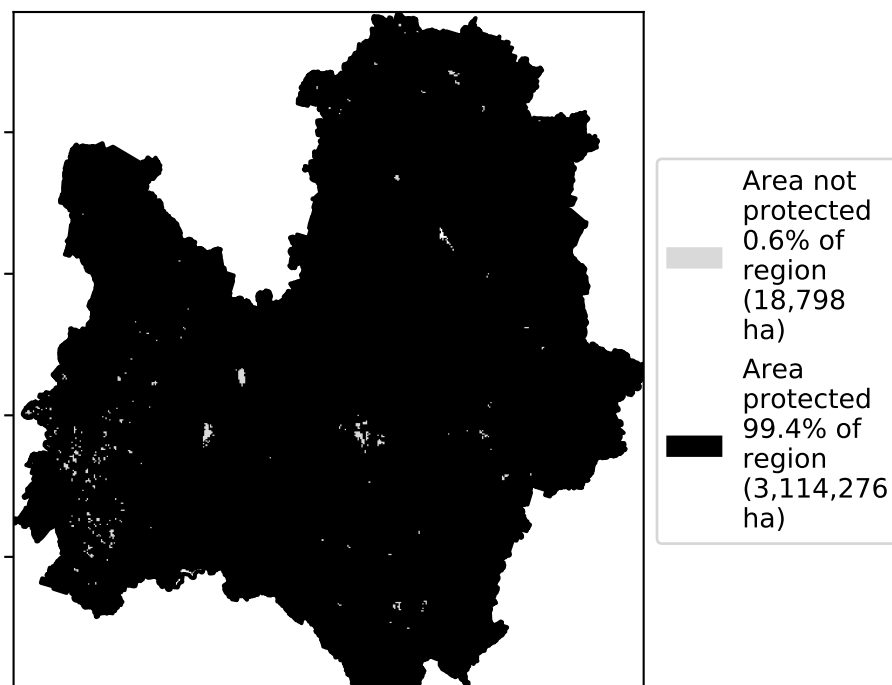 Area not
protected
0.6% of
region
(18,798
ha)
Area
protected
99.4% of
region
(3,114,276
ha)